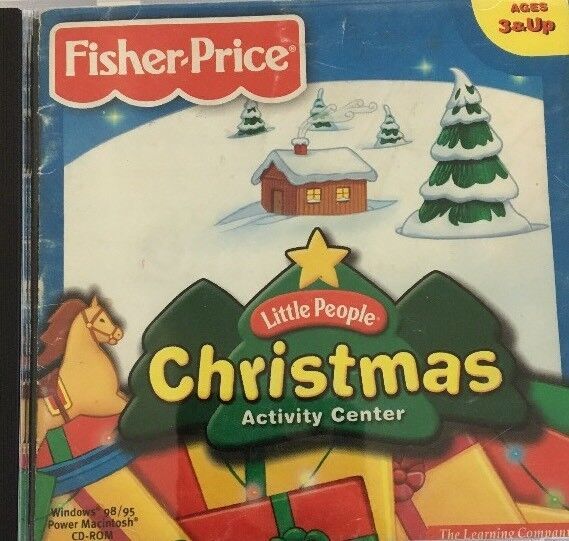 Fisher-Price®
AGES
3&Up
Little People®
Christmas
Activity Center
Windows® 98/95
Power Macintosh®
CD-ROM
The Learning Company